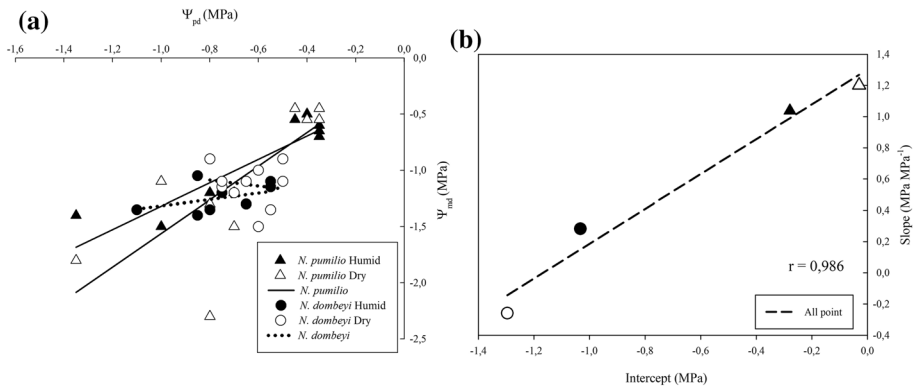 (a)
Ψpd (MPa)
-1,6 -1,4 -1,2 -1,0 -0,8 -0,6 -0,4 -0,2 0,0
0,0
-0,5
-1,0
-1,5
-2,0
-2,5
Ψmd (MPa)
N. pumilio Humid
N. pumilio Dry
N. pumilio
N. dombeyi Humid
N. dombeyi Dry
N. dombeyi
(b)
1,4
1,2
1,0
0,8
0,6
0,4
0,2
0,0
-0,2
-0,4
Slope (MPa MPa⁻¹)
r = 0,986
All point
-1,4 -1,2 -1,0 -0,8 -0,6 -0,4 -0,2 0,0
Intercept (MPa)